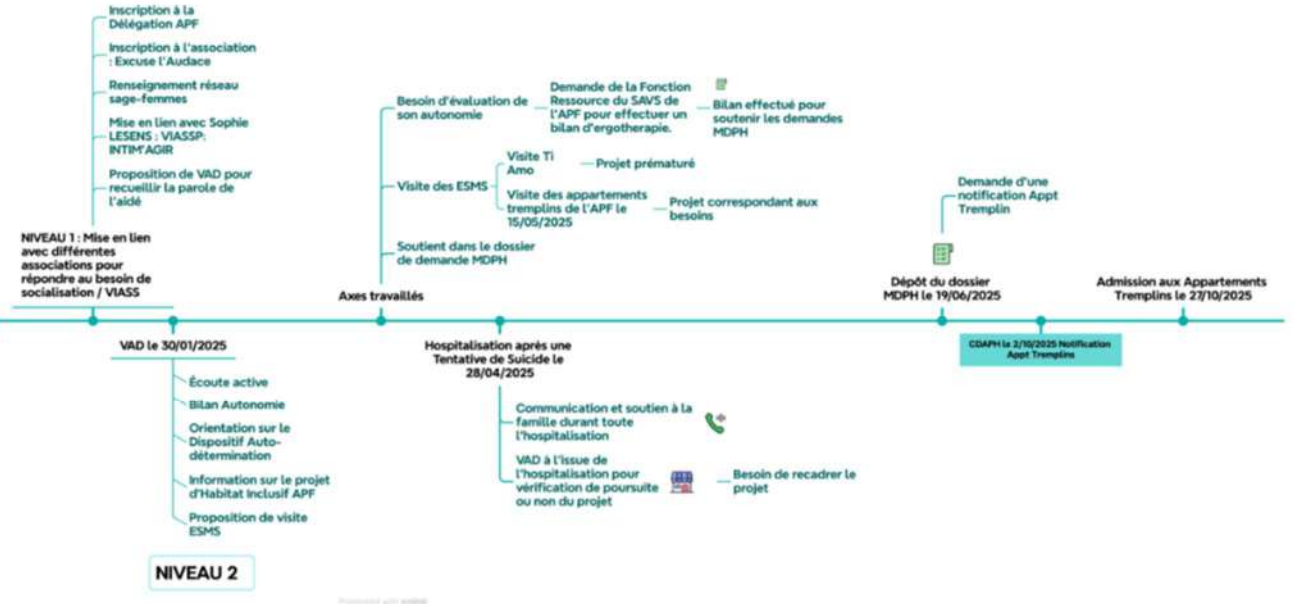 Inscription à la
Délégation APF
Inscription à l'association
: Excuse l'Audace
Renseignement réseau
sage-femmes
Mise en lien avec Sophie
LESENS : VIASSP:
INTIM'AGIR
Proposition de VAD pour
recueillir la parole de
l'aidé
NIVEAU 1 : Mise en lien
avec différentes
associations pour
répondre au besoin de
socialisation / VIASS
VAD le 30/01/2025
Écoute active
Bilan Autonomie
Orientation sur le
Dispositif Auto-
détermination
Information sur le projet
d'Habitat Inclusif APF
Proposition de visite
ESMS
NIVEAU 2
Axes travaillés
Besoin d'évaluation de
son autonomie
Demande de la Fonction
Ressource du SAVS de
l'APF pour effectuer un
bilan d'ergotherapie.
Bilan effectué pour
soutenir les demandes
MDPH
Visite des ESMS
Visite Ti
Amo
Projet prématuré
Visite des appartements
tremplins de l'APF le
15/05/2025
Projet correspondant aux
besoins
Soutient dans le dossier
de demande MDPH
Hospitalisation après une
Tentative de Suicide le
28/04/2025
Communication et soutien à la
famille durant toute
l'hospitalisation
VAD à l'issue de
l'hospitalisation pour
vérification de poursuite
ou non du projet
Besoin de recadrer le
projet
Demande d'une
notification Appt
Tremplin
Dépôt du dossier
MDPH le 19/06/2025
CDAPH le 2/10/2025 Notification
Appt Tremplins
Admission aux Appartements
Tremplins le 27/10/2025